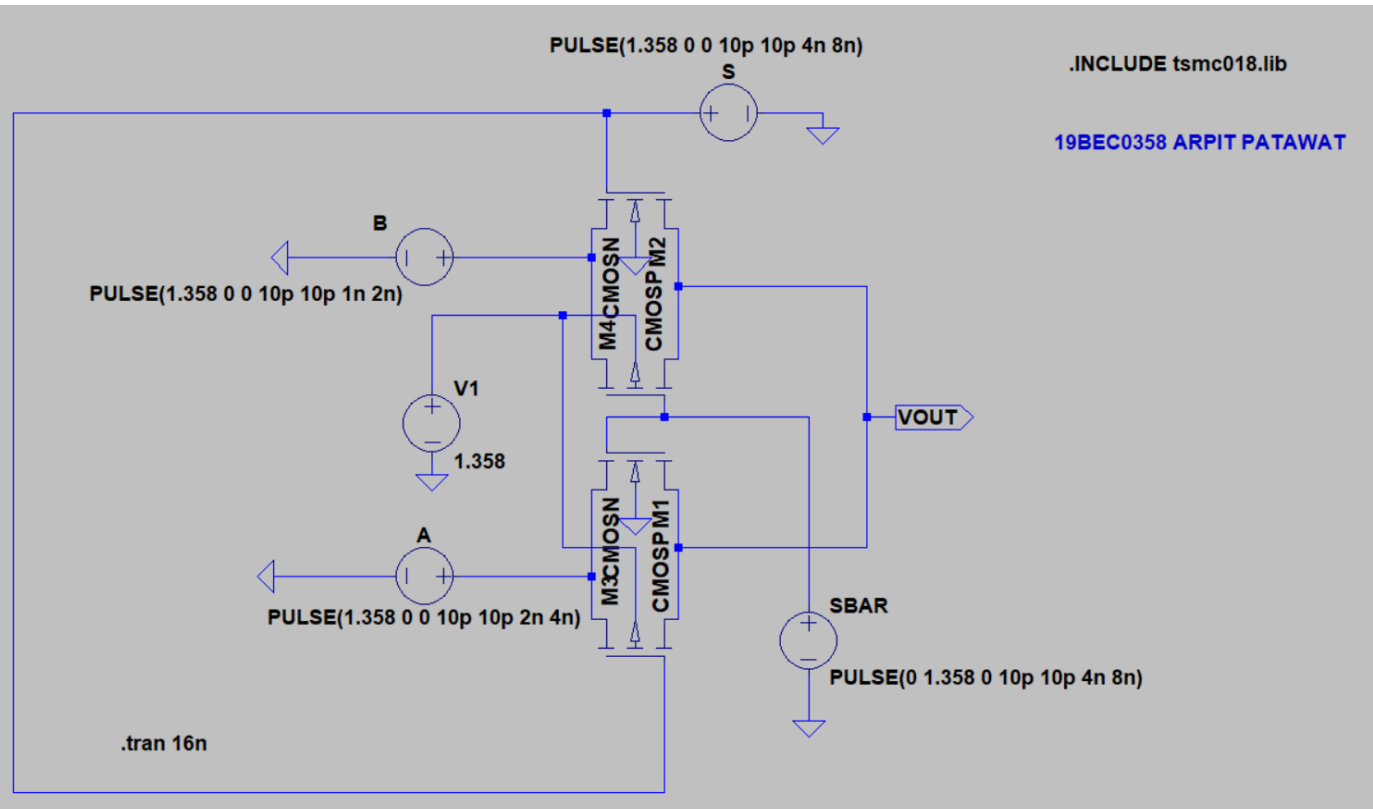 PULSE(1.358 0 0 10p 10p 4n 8n)
S
.INCLUDE tsmc018.lib
19BEC0358 ARPIT PATAWAT
B
PULSE(1.358 0 0 10p 10p 1n 2n)
M4
CMOSN
CMOSP
M2
V1
1.358
VOUT
A
PULSE(1.358 0 0 10p 10p 2n 4n)
M3
CMOSN
CMOSP
M1
SBAR
PULSE(0 1.358 0 10p 10p 4n 8n)
.tran 16n